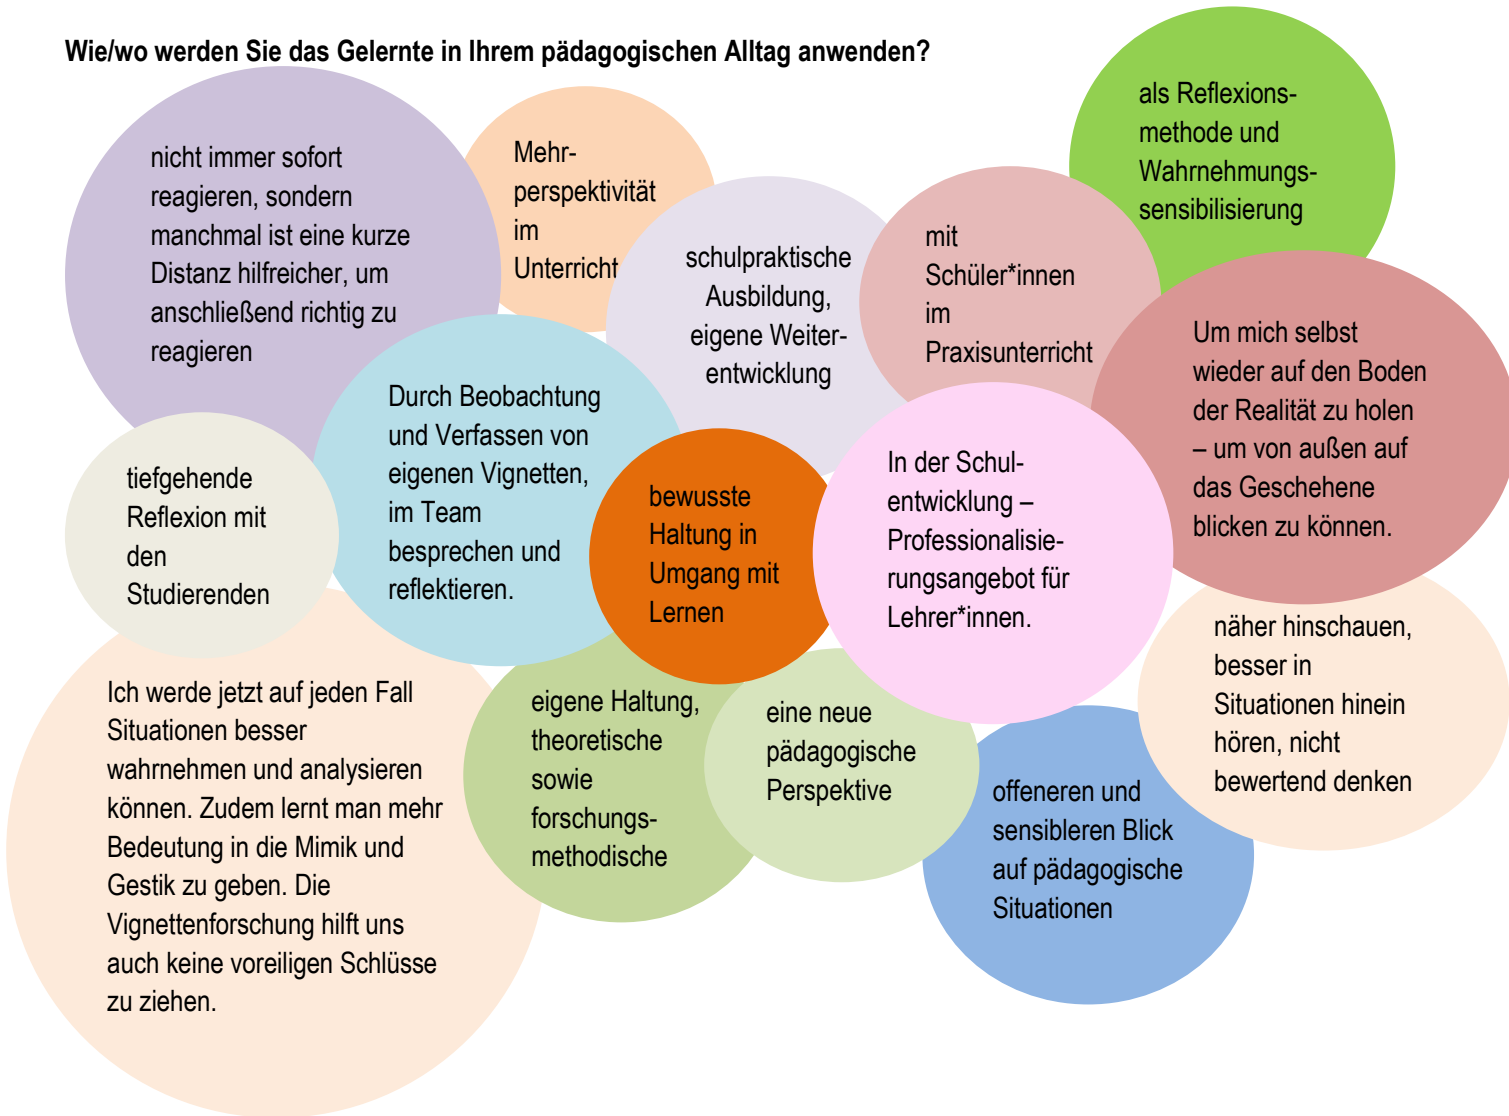 Wie/wo werden Sie das Gelernte in Ihrem pädagogischen Alltag anwenden?
nicht immer sofort
reagieren, sondern
manchmal ist eine kurze
Distanz hilfreicher, um
anschließend richtig zu
reagieren
Mehr-
perspektivität
im
Unterricht
schulpraktische
Ausbildung,
eigene Weiter-
entwicklung
mit
Schüler*innen
im
Praxisunterricht
als Reflexions-
methode und
Wahrnehmungs-
sensibilisierung
Um mich selbst
wieder auf den Boden
der Realität zu holen
– um von außen auf
das Geschehene
blicken zu können.
tiefgehende
Reflexion mit
den
Studierenden
Durch Beobachtung
und Verfassen von
eigenen Vignetten,
im Team
besprechen und
reflektieren.
bewusste
Haltung in
Umgang mit
Lernen
In der Schul-
entwicklung –
Professionalisie-
rungsangebot für
Lehrer*innen.
näher hinschauen,
besser in
Situationen hinein
hören, nicht
bewertend denken
Ich werde jetzt auf jeden Fall
Situationen besser
wahrnehmen und analysieren
können. Zudem lernt man mehr
Bedeutung in die Mimik und
Gestik zu geben. Die
Vignettenforschung hilft uns
auch keine voreiligen Schlüsse
zu ziehen.
eigene Haltung,
theoretische
sowie
forschungs-
methodische
eine neue
pädagogische
Perspektive
offeneren und
sensibleren Blick
auf pädagogische
Situationen